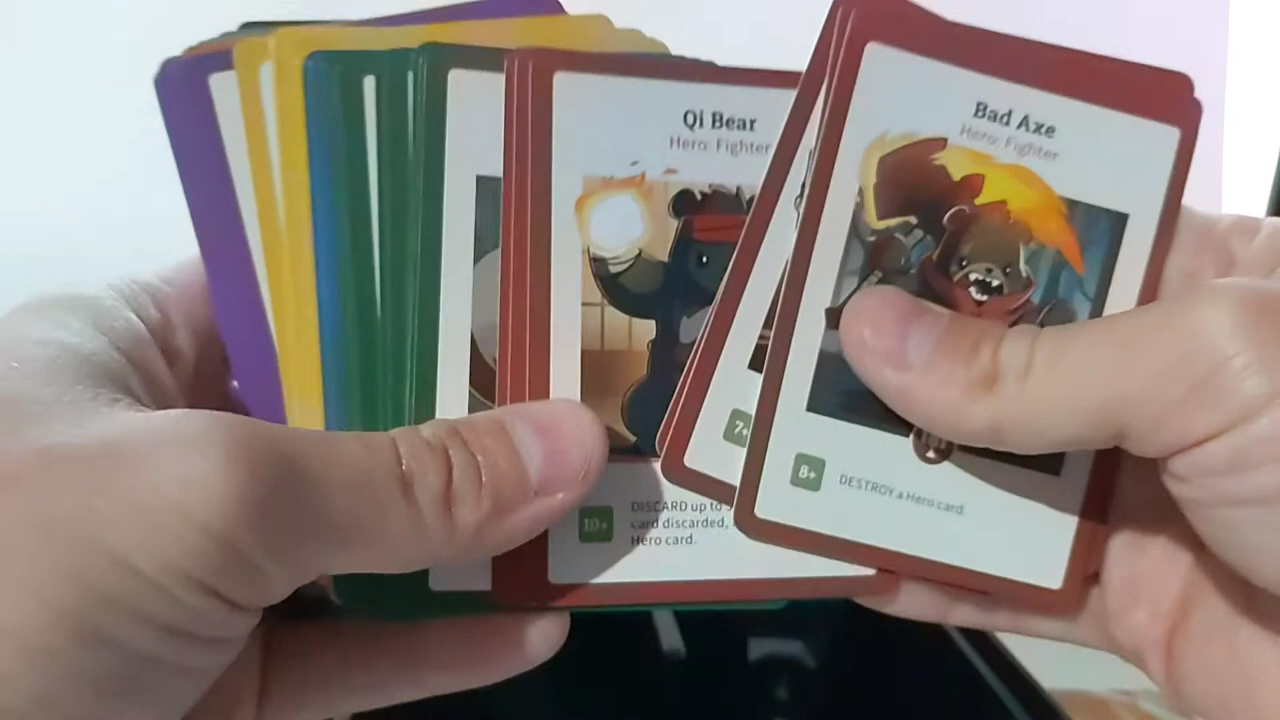 Qi Bear
Hero: Fighter
10+
DISCARD up to
card discarded,
Hero card.
7+
Bad Axe
Hero: Fighter
8+
DESTROY a Hero card.